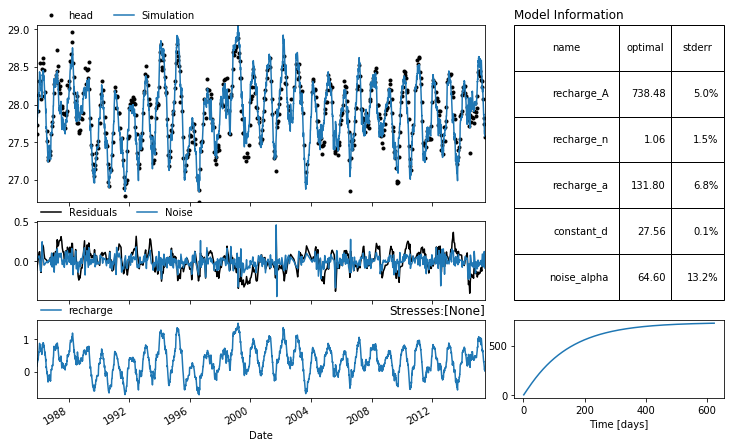 head Simulation
29.0
28.5
28.0
27.5
27.0
Residuals Noise
0.5
0.0
recharge
Stresses:[None]
1
0
1988 1992 1996 2000 2004 2008 2012
Date
Model Information
name optimal stderr
recharge_A 738.48 5.0%
recharge_n 1.06 1.5%
recharge_a 131.80 6.8%
constant_d 27.56 0.1%
noise_alpha 64.60 13.2%
500
0
0 200 400 600
Time [days]